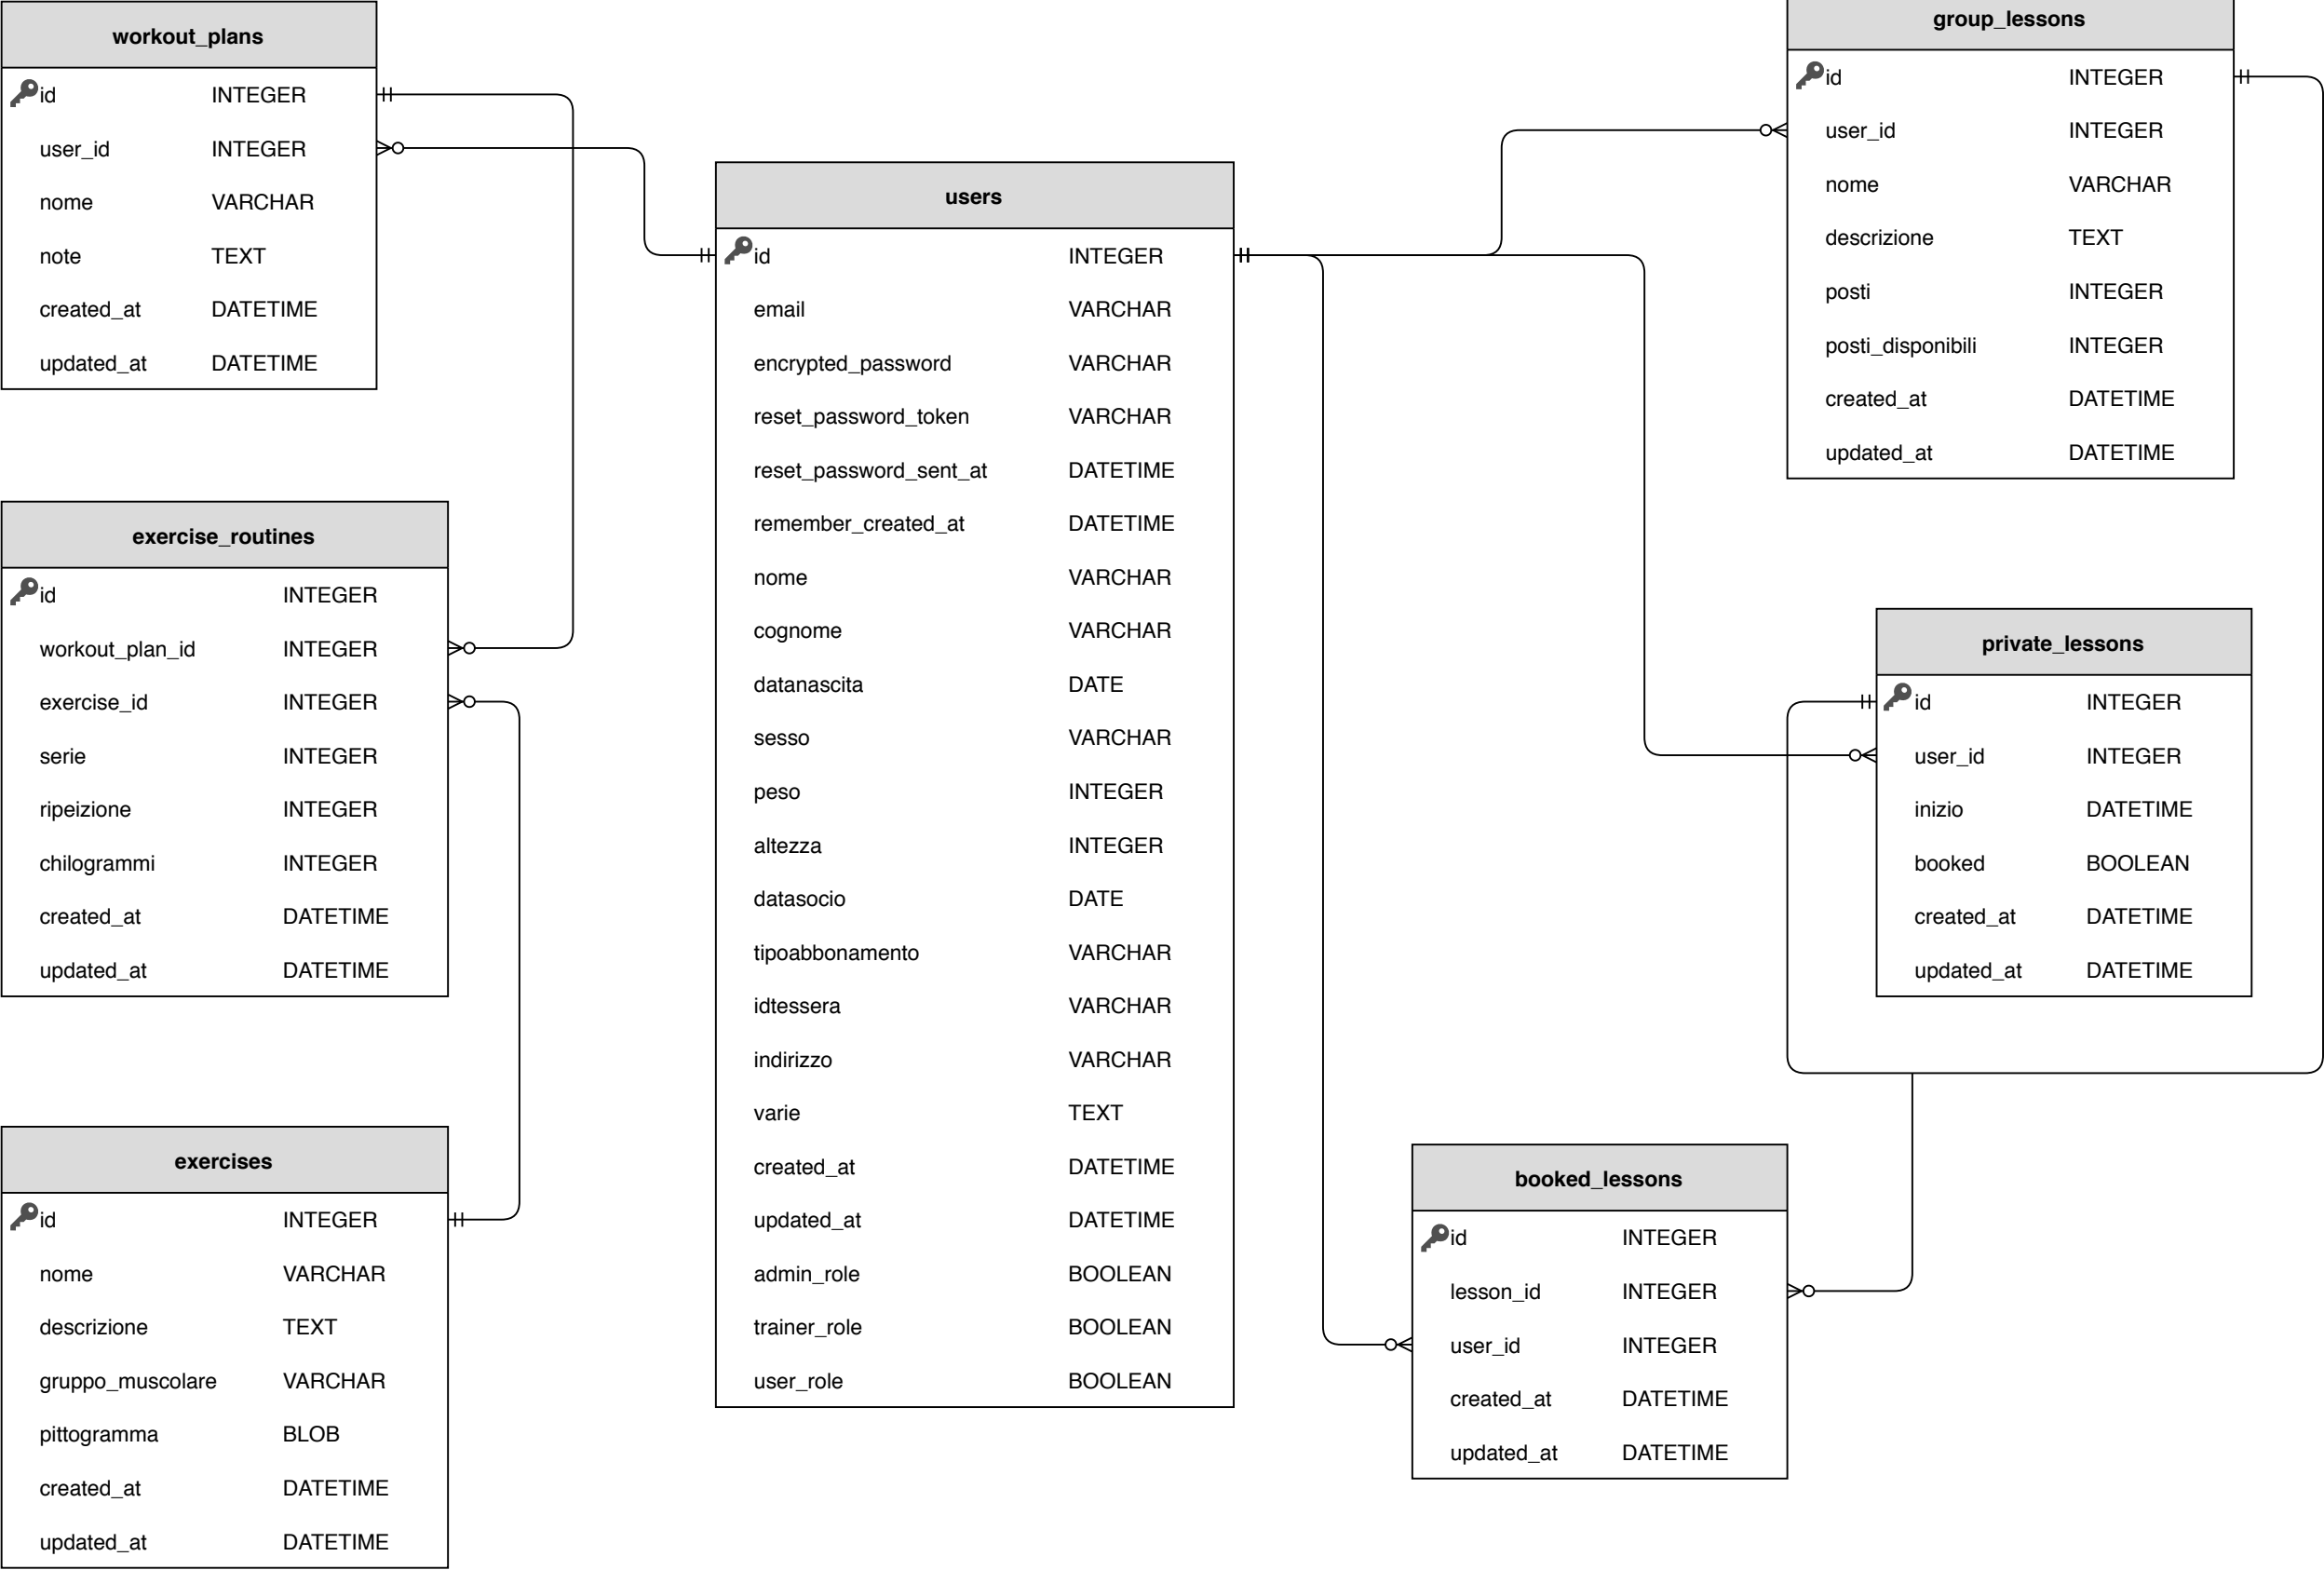 workout_plans
id INTEGER
user_id INTEGER
nome VARCHAR
note TEXT
created_at DATETIME
updated_at DATETIME
exercise_routines
id INTEGER
workout_plan_id INTEGER
exercise_id INTEGER
serie INTEGER
ripeizione INTEGER
chilogrammi INTEGER
created_at DATETIME
updated_at DATETIME
exercises
id INTEGER
nome VARCHAR
descrizione TEXT
gruppo_muscolare VARCHAR
pittogramma BLOB
created_at DATETIME
updated_at DATETIME
users
id INTEGER
email VARCHAR
encrypted_password VARCHAR
reset_password_token VARCHAR
reset_password_sent_at DATETIME
remember_created_at DATETIME
nome VARCHAR
cognome VARCHAR
datanascita DATE
sesso VARCHAR
peso INTEGER
altezza INTEGER
datasocio DATE
tipoabbonamento VARCHAR
idtessera VARCHAR
indirizzo VARCHAR
varie TEXT
created_at DATETIME
updated_at DATETIME
admin_role BOOLEAN
trainer_role BOOLEAN
user_role BOOLEAN
group_lessons
id INTEGER
user_id INTEGER
nome VARCHAR
descrizione TEXT
posti INTEGER
posti_disponibili INTEGER
created_at DATETIME
updated_at DATETIME
private_lessons
id INTEGER
user_id INTEGER
inizio DATETIME
booked BOOLEAN
created_at DATETIME
updated_at DATETIME
booked_lessons
id INTEGER
lesson_id INTEGER
user_id INTEGER
created_at DATETIME
updated_at DATETIME